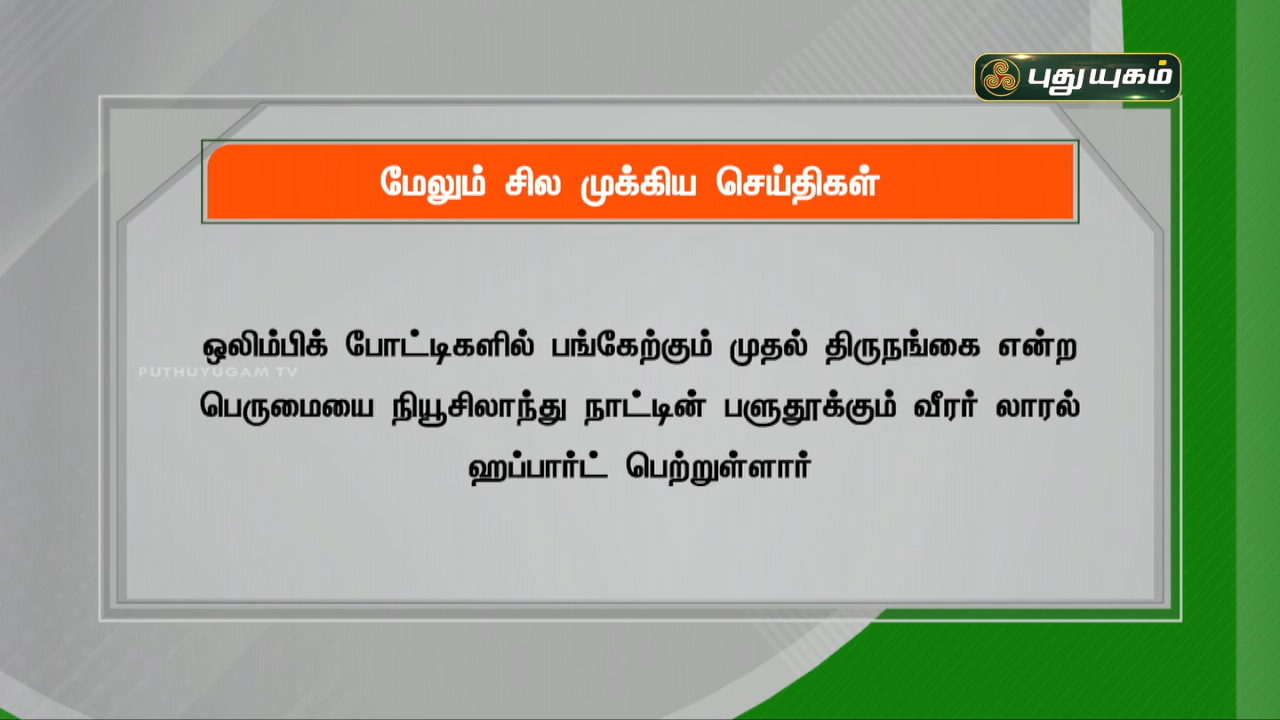 புதுயுகம்
மேலும் சில முக்கிய செய்திகள்
ஒலிம்பிக் போட்டிகளில் பங்கேற்கும் முதல் திருநங்கை என்ற
PUTHUYUGAM TV
பெருமையை நியூசிலாந்து நாட்டின் பளுதூக்கும் வீரர் லாரல்
ஹப்பார்ட் பெற்றுள்ளார்